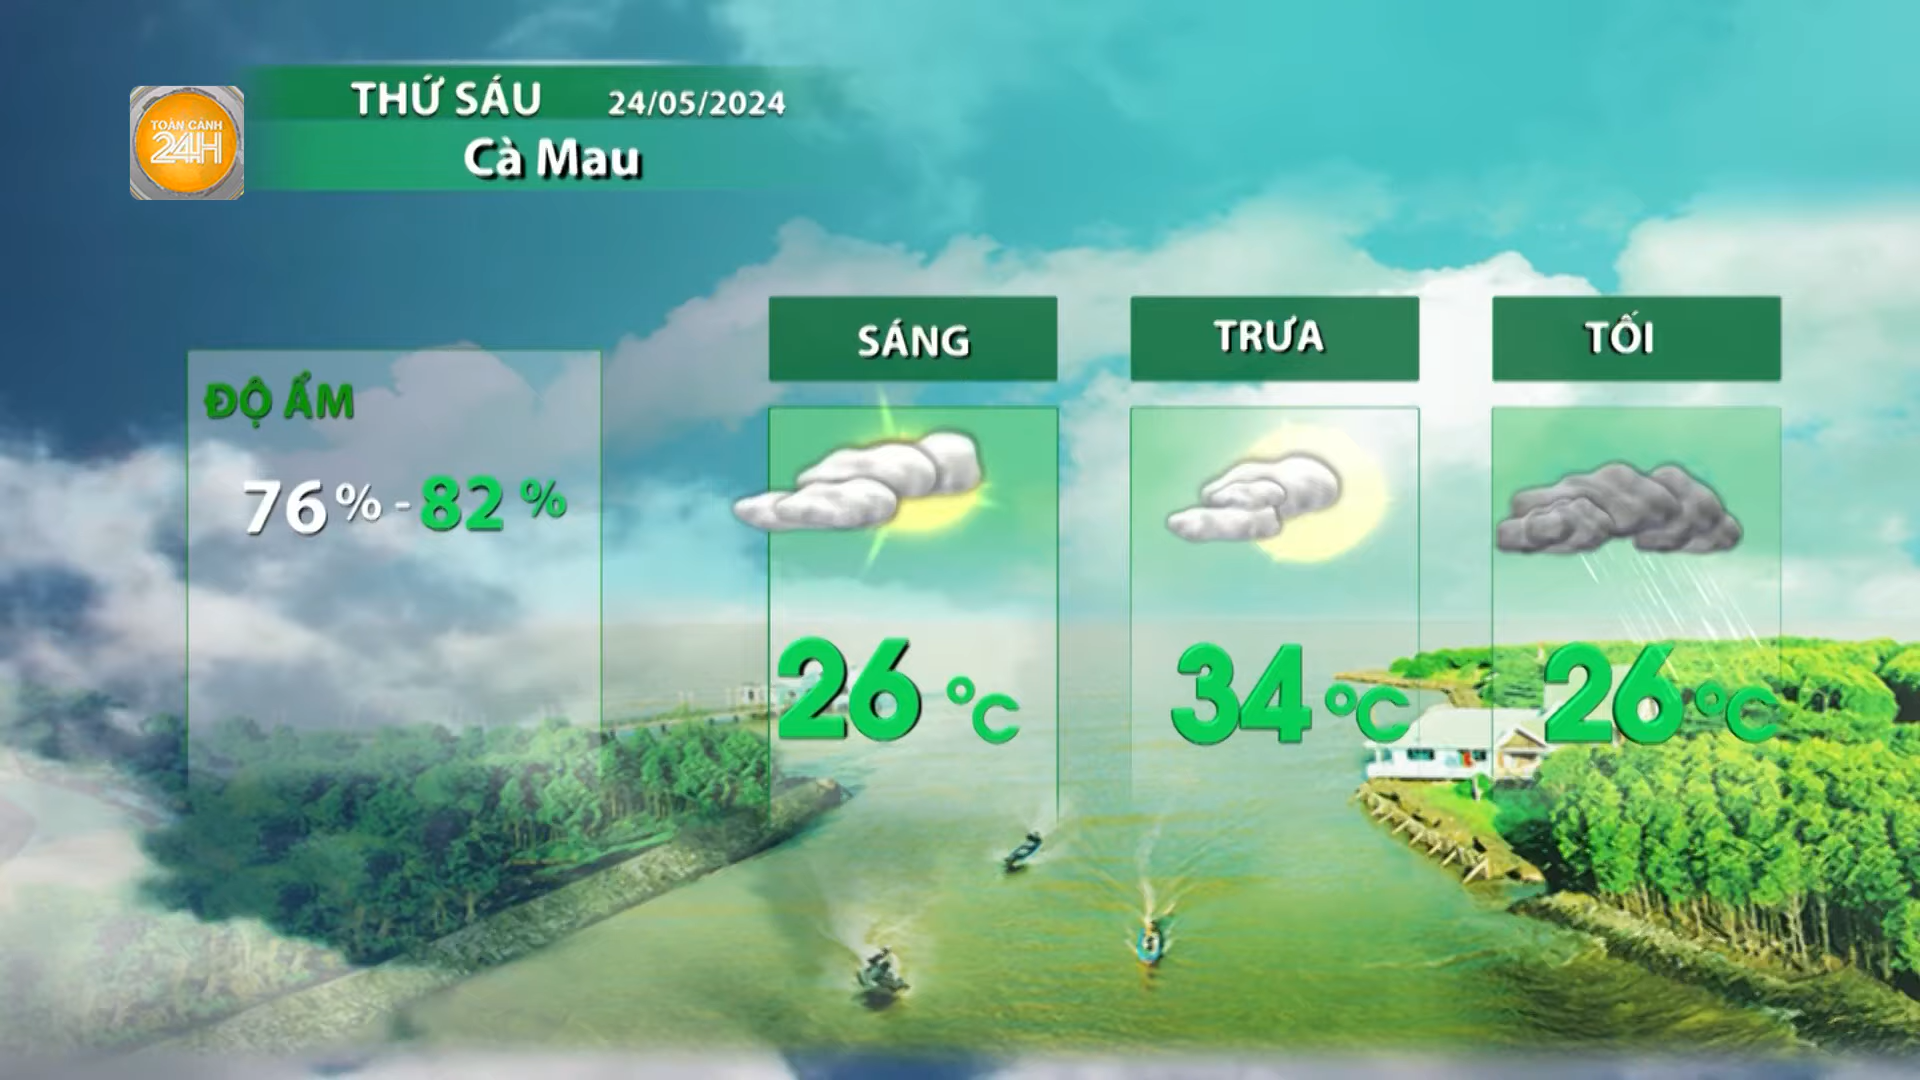 THỨ SÁU 24/05/2024
TOÀN CẢNH
24H
Cà Mau
ĐỘ ẨM
76% - 82%
SÁNG
26 °C
TRƯA
34 °C
TỐI
26 °C